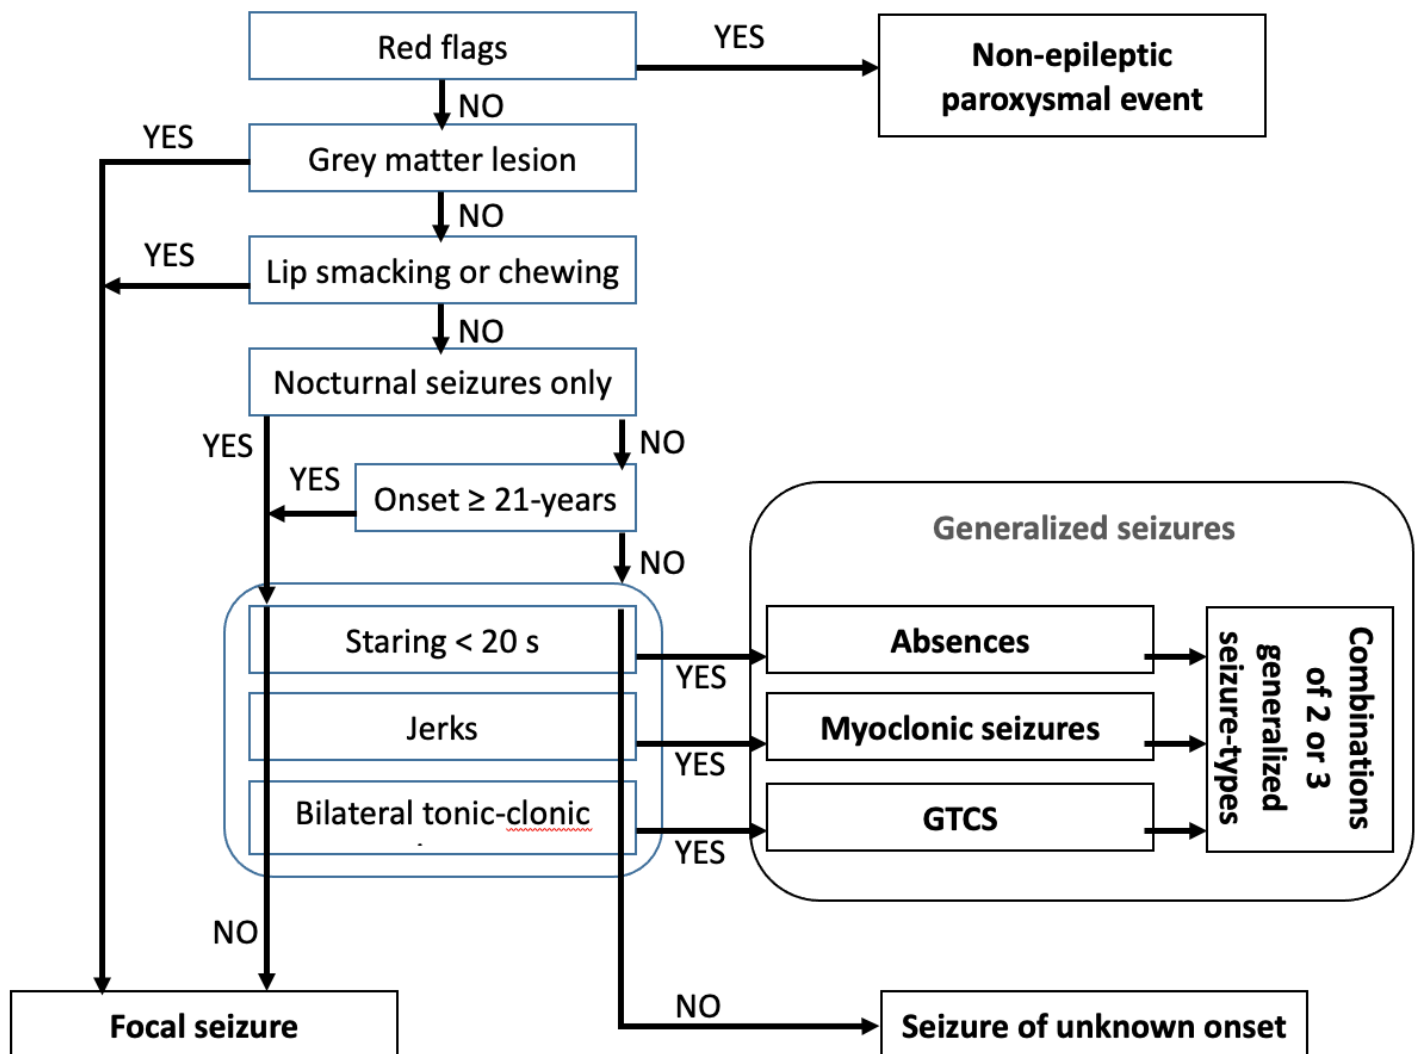 Red flags
YES
Non-epileptic
paroxysmal event
NO
YES
Grey matter lesion
NO
YES
Lip smacking or chewing
NO
Nocturnal seizures only
YES
NO
YES
Onset ≥ 21-years
NO
Generalized seizures
Staring < 20 s
YES
Absences
Jerks
YES
Myoclonic seizures
Bilateral tonic-clonic
YES
GTCS
Combinations
of 2 or 3
generalized
seizure-types
NO
Focal seizure
NO
Seizure of unknown onset